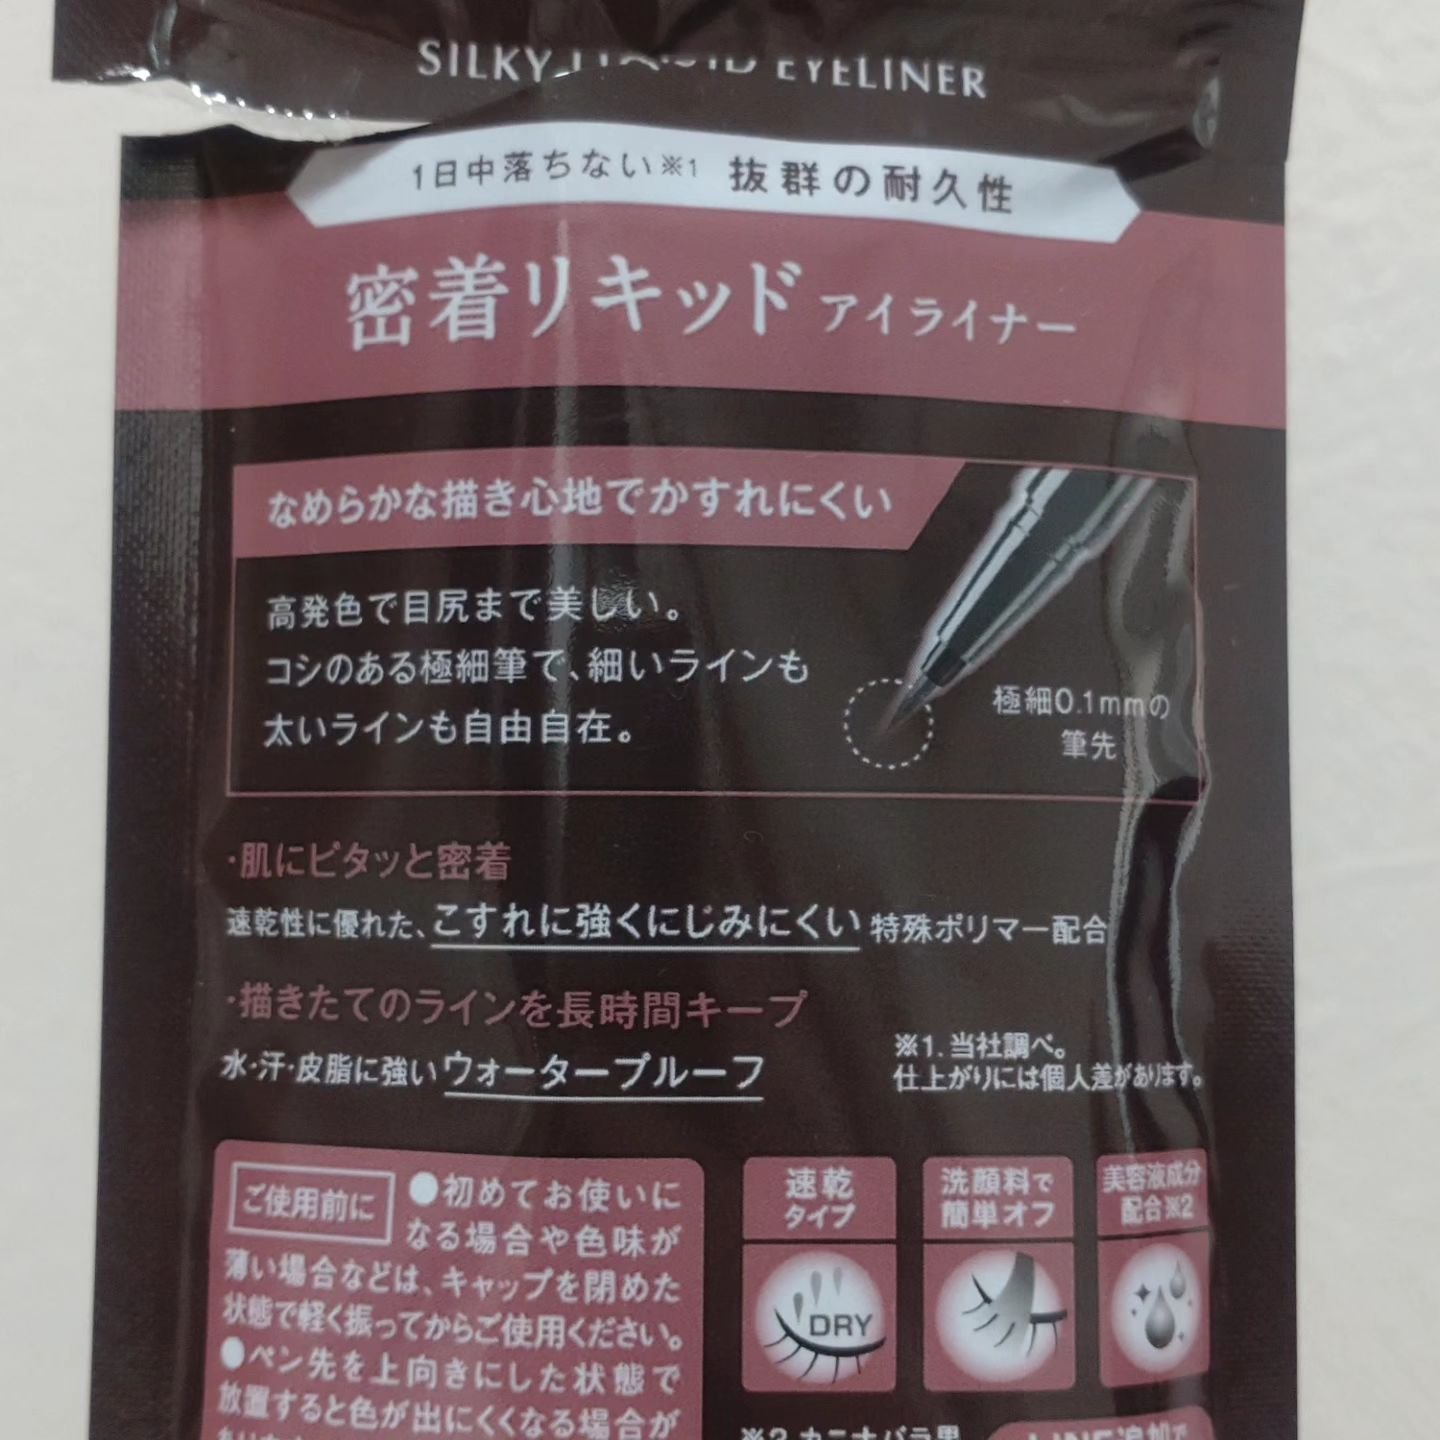 SILKY LIQUID EYELINER
1日中落ちない※1 抜群の耐久性
密着リキッド アイライナー
なめらかな描き心地でかすれにくい
高発色で目尻まで美しい。
コシのある極細筆で、細いラインも
太いラインも自由自在。
極細0.1mmの
筆先
・肌にピタッと密着
速乾性に優れた、こすれに強くにじみにくい 特殊ポリマー配合
・描きたてのラインを長時間キープ
水・汗・皮脂に強いウォータープルーフ
※1. 当社調べ。
仕上がりには個人差があります。
ご使用前に
●初めてお使いに
なる場合や色味が
薄い場合などは、キャップを閉めた
状態で軽く振ってからご使用ください。
●ペン先を上向きにした状態で
放置すると色が出にくくなる場合が
速乾
タイプ
DRY
洗顔料で
簡単オフ
美容液成分
配合※2